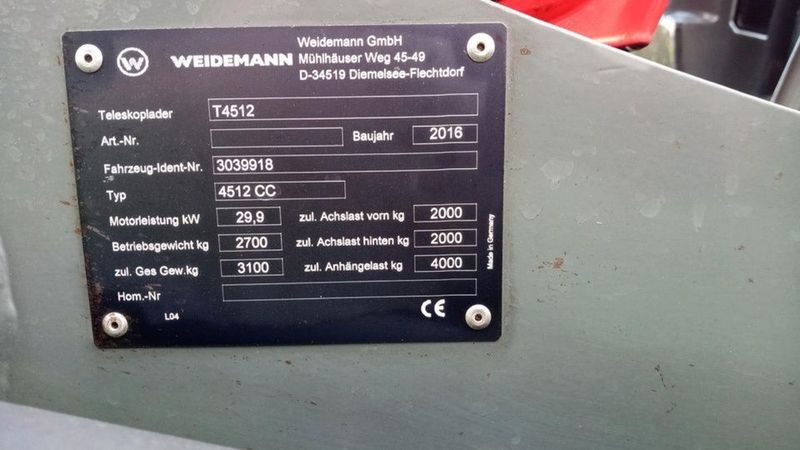 Weidemann GmbH
W WEIDEMANN Mühlhäuser Weg 45-49
D-34519 Diemelsee-Flechtdorf
Teleskoplader T4512
Art.-Nr. Baujahr 2016
Fahrzeug-Ident-Nr. 3039918
Typ 4512 CC
Motorleistung kW 29,9 zul. Achslast vorn kg 2000
Betriebsgewicht kg 2700 zul. Achslast hinten kg 2000
zul. Ges Gew.kg 3100 zul. Anhängelast kg 4000
Hom.-Nr
L04 CE
Made in Germany